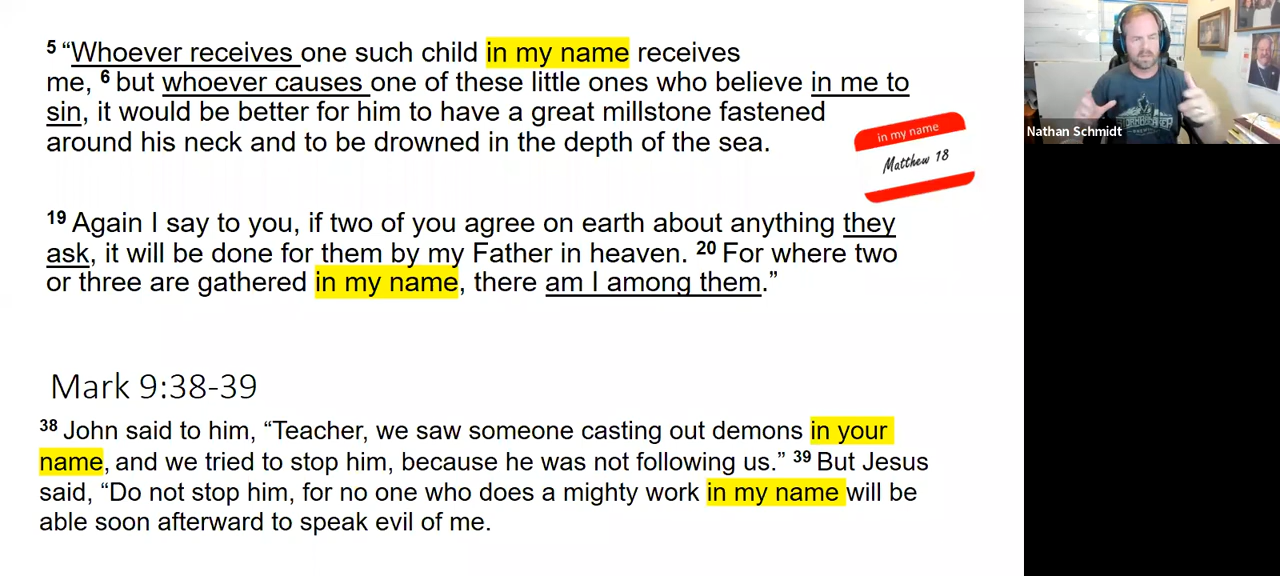 5 “Whoever receives one such child in my name receives
me, 6 but whoever causes one of these little ones who believe in me to
sin, it would be better for him to have a great millstone fastened
around his neck and to be drowned in the depth of the sea.
in my name
Matthew 18
19 Again I say to you, if two of you agree on earth about anything they
ask, it will be done for them by my Father in heaven. 20 For where two
or three are gathered in my name, there am I among them.”
Mark 9:38-39
38 John said to him, “Teacher, we saw someone casting out demons in your
name, and we tried to stop him, because he was not following us.” 39 But Jesus
said, “Do not stop him, for no one who does a mighty work in my name will be
able soon afterward to speak evil of me.
Nathan Schmidt